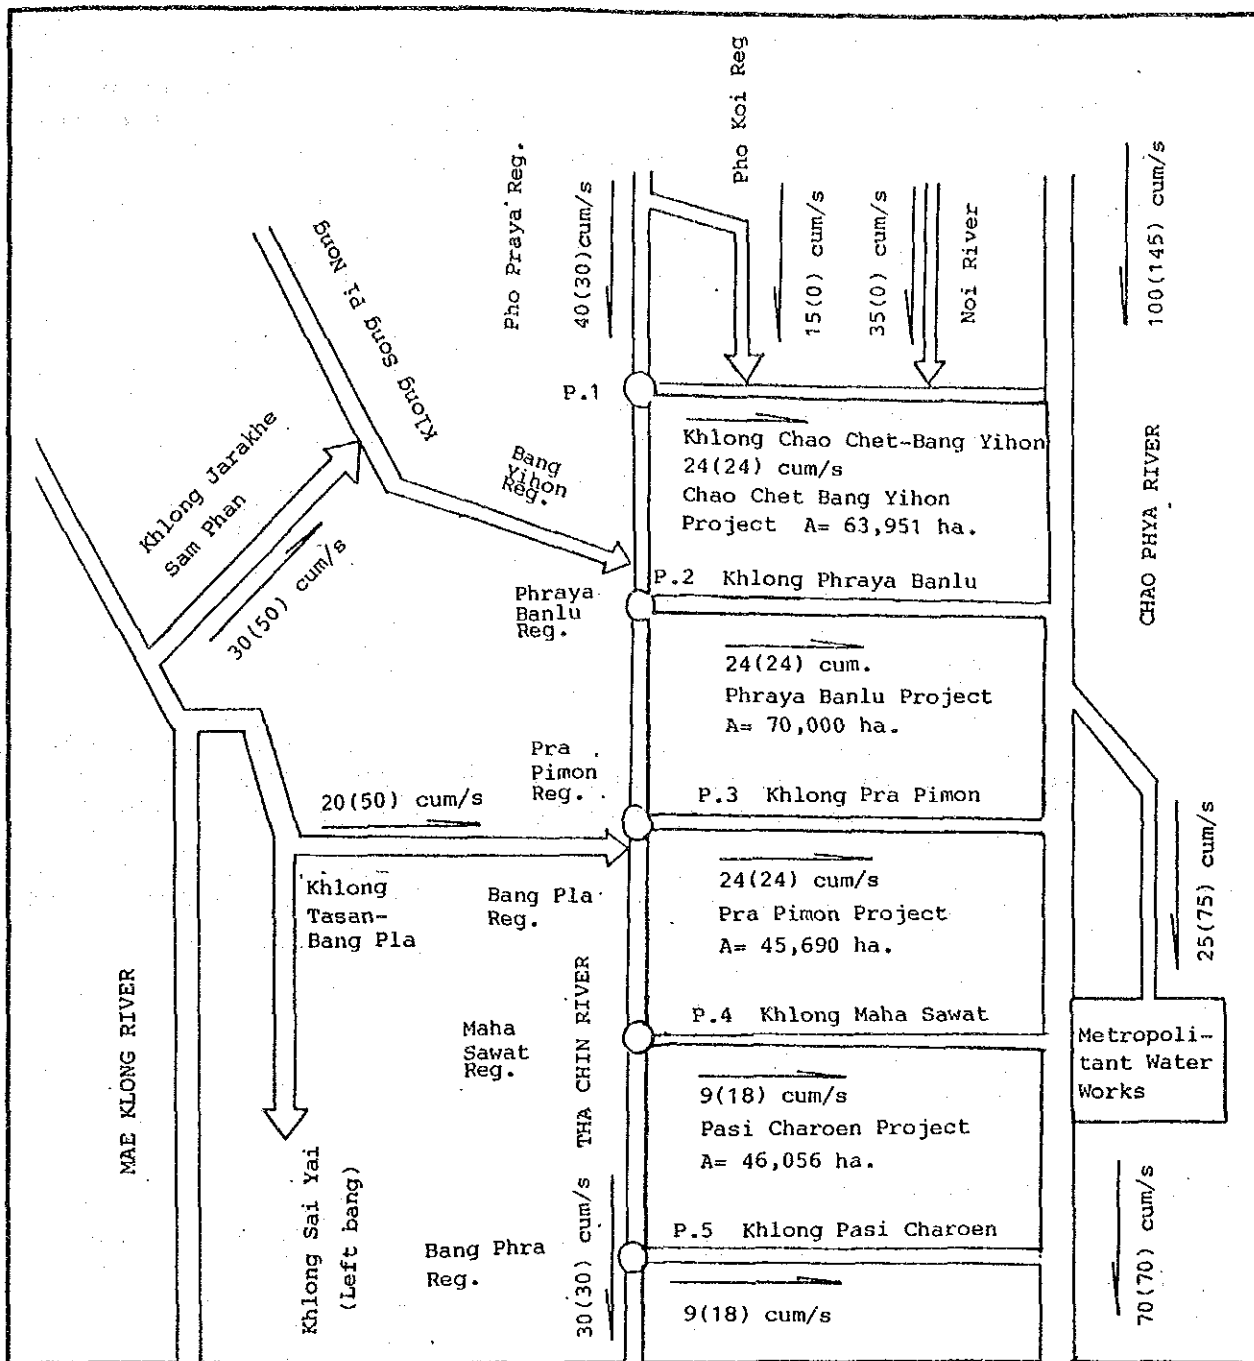 Pho Koi Reg
Pho Praya Reg.
40(30)cum/s
15(0) cum/s
35(0) cum/s
Noi River
100(145) cum/s
Klong Song Pi Nong
Khlong Jarakhe
Sam Phan
30(50) cum/s
P.1
Bang
Yihon
Reg.
Khlong Chao Chet-Bang Yihon
24(24) cum/s
Chao Chet Bang Yihon
Project A= 63,951 ha.
CHAO PHYA RIVER
P.2 Khlong Phraya Banlu
Phraya
Banlu
Reg.
24(24) cum.
Phraya Banlu Project
A= 70,000 ha.
Pra
Pimon
Reg.
P.3 Khlong Pra Pimon
20(50) cum/s
25(75) cum/s
Khlong
Tasan-
Bang Pla
Bang Pla
Reg.
24(24) cum/s
Pra Pimon Project
A= 45,690 ha.
MAE KLONG RIVER
THA CHIN RIVER
Maha
Sawat
Reg.
P.4 Khlong Maha Sawat
Metropoli-
tant Water
Works
9(18) cum/s
Pasi Charoen Project
A= 46,056 ha.
Khlong Sai Yai
(Left bang)
Bang Phra
Reg.
30(30) cum/s
P.5 Khlong Pasi Charoen
70(70) cum/s
9(18) cum/s